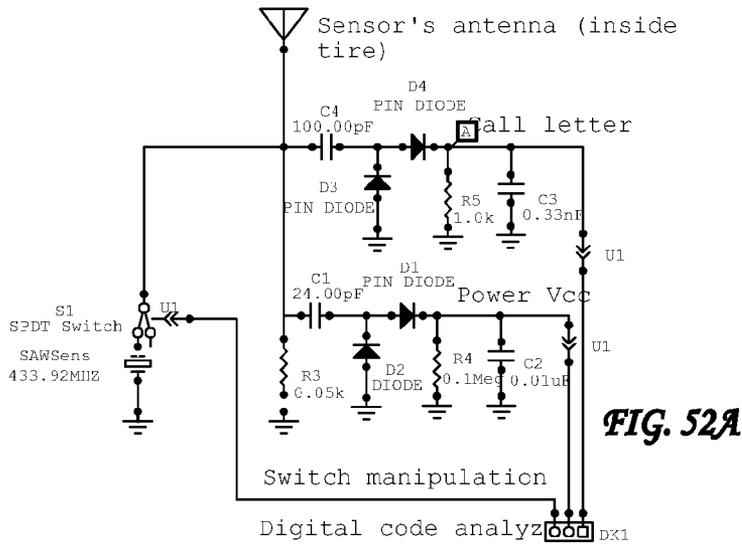 Sensor's antenna (inside
tire)
D4
PIN DIODE
C4
100.00pF
A
Call letter
D3
PIN DIODE
R5
1.0k
C3
0.33nF
U1
C1
24.00pF
D1
PIN DIODE
Power Vcc
S1
SPDT Switch
U1
SAWSens
433.92MHZ
R3
0.05k
D2
DIODE
R4
0.1Meg
C2
0.01uF
U1
FIG. 52A
Switch manipulation
Digital code analyz
DK1